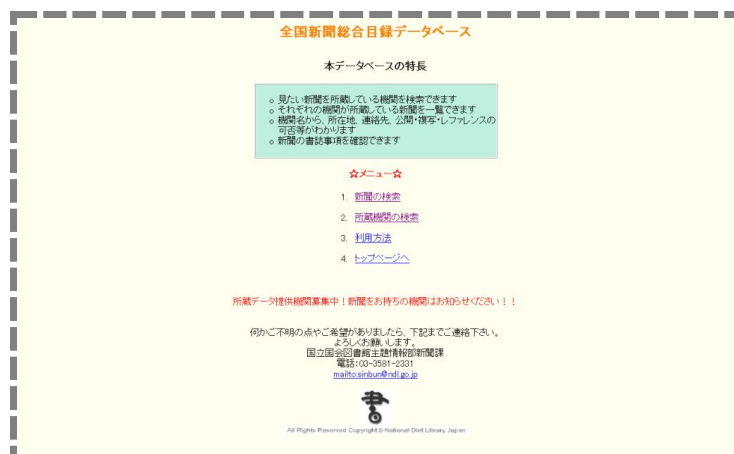 全国新聞総合目録データベース
本データベースの特長
見たい新聞を所蔵している機関を検索できます
それぞれの機関が所蔵している新聞を一覧できます
機関名から、所在地、連絡先、公開・複写・レファレンスの
可否等がわかります
新聞の書誌事項を確認できます
☆メニュー☆
1. 新聞の検索
2. 所蔵機関の検索
3. 利用方法
4. トップページへ
所蔵データ提供機関募集中！新聞をお持ちの機関はお知らせください！！
何かご不明の点やご希望がありましたら、下記までご連絡下さい。
よろしくお願いします。
国立国会図書館主題情報部新聞課
電話:03-3581-2331
mailto:sinbun@ndl.go.jp
書
All Rights Reserved Copyright © National Diet Library Japan